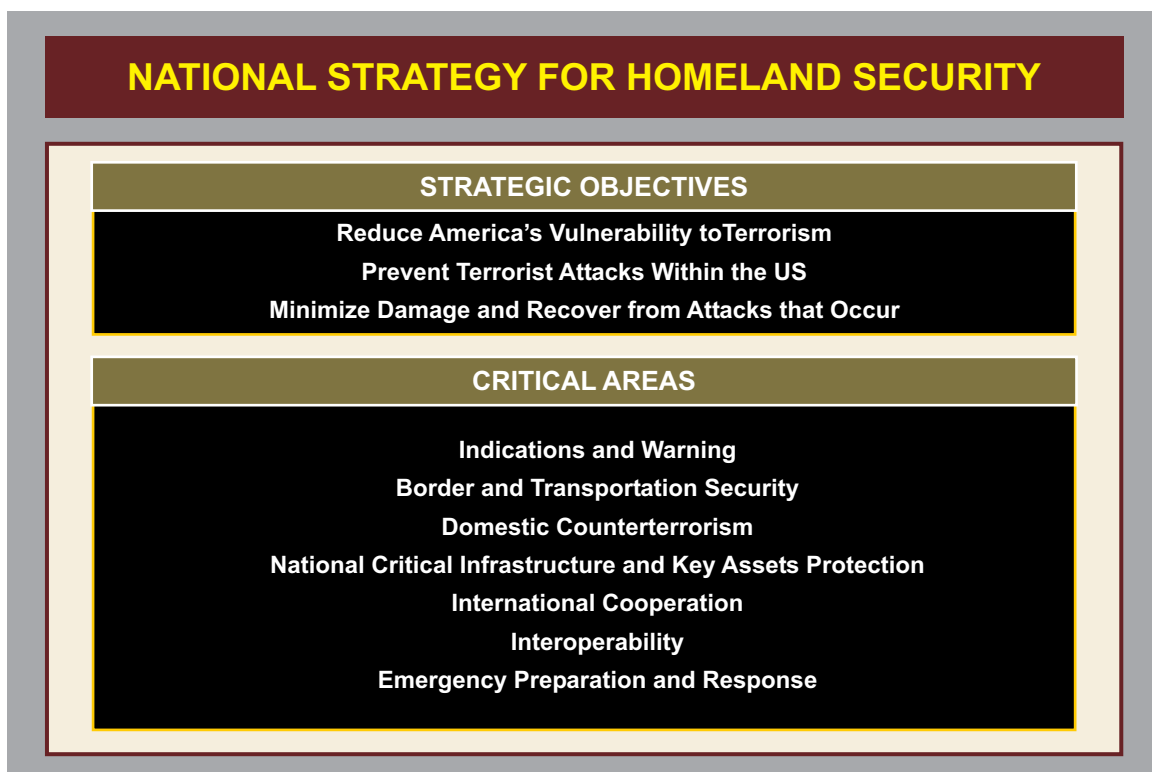 NATIONAL STRATEGY FOR HOMELAND SECURITY
STRATEGIC OBJECTIVES
Reduce America’s Vulnerability toTerrorism
Prevent Terrorist Attacks Within the US
Minimize Damage and Recover from Attacks that Occur
CRITICAL AREAS
Indications and Warning
Border and Transportation Security
Domestic Counterterrorism
National Critical Infrastructure and Key Assets Protection
International Cooperation
Interoperability
Emergency Preparation and Response